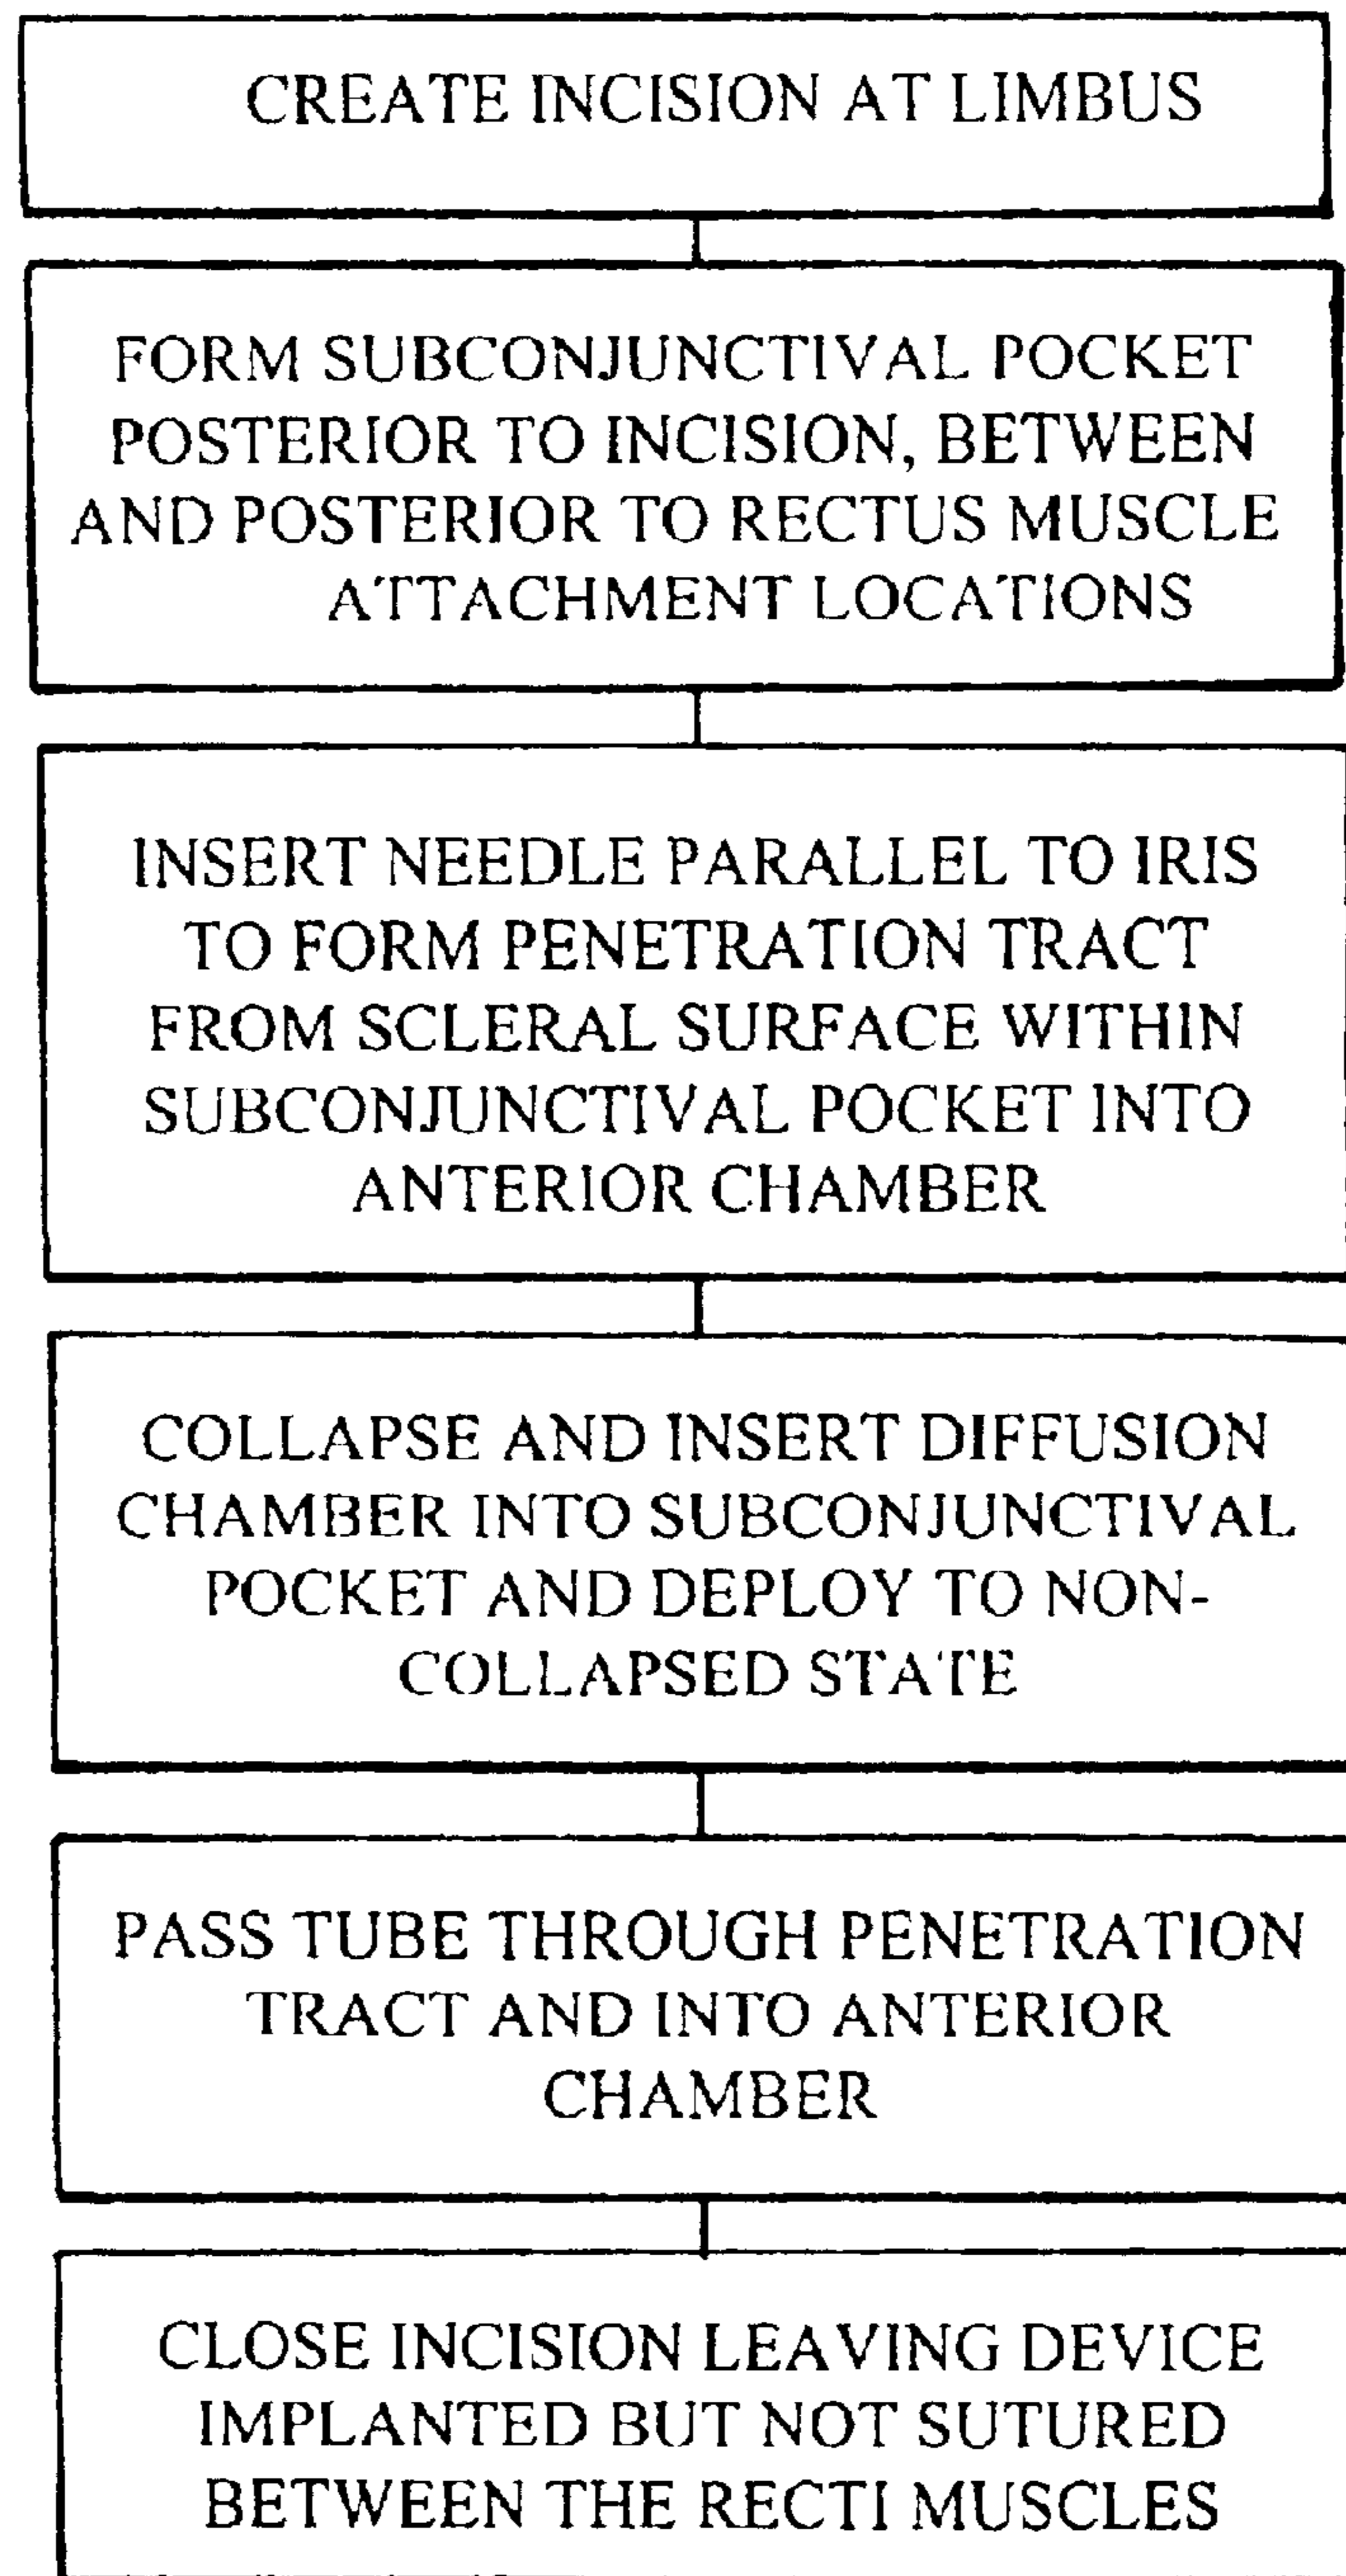 CREATE INCISION AT LIMBUS
FORM SUBCONJUNCTIVAL POCKET
POSTERIOR TO INCISION, BETWEEN
AND POSTERIOR TO RECTUS MUSCLE
ATTACHMENT LOCATIONS
INSERT NEEDLE PARALLEL TO IRIS
TO FORM PENETRATION TRACT
FROM SCLERAL SURFACE WITHIN
SUBCONJUNCTIVAL POCKET INTO
ANTERIOR CHAMBER
COLLAPSE AND INSERT DIFFUSION
CHAMBER INTO SUBCONJUNCTIVAL
POCKET AND DEPLOY TO NON-
COLLAPSED STATE
PASS TUBE THROUGH PENETRATION
TRACT AND INTO ANTERIOR
CHAMBER
CLOSE INCISION LEAVING DEVICE
IMPLANTED BUT NOT SUTURED
BETWEEN THE RECTI MUSCLES